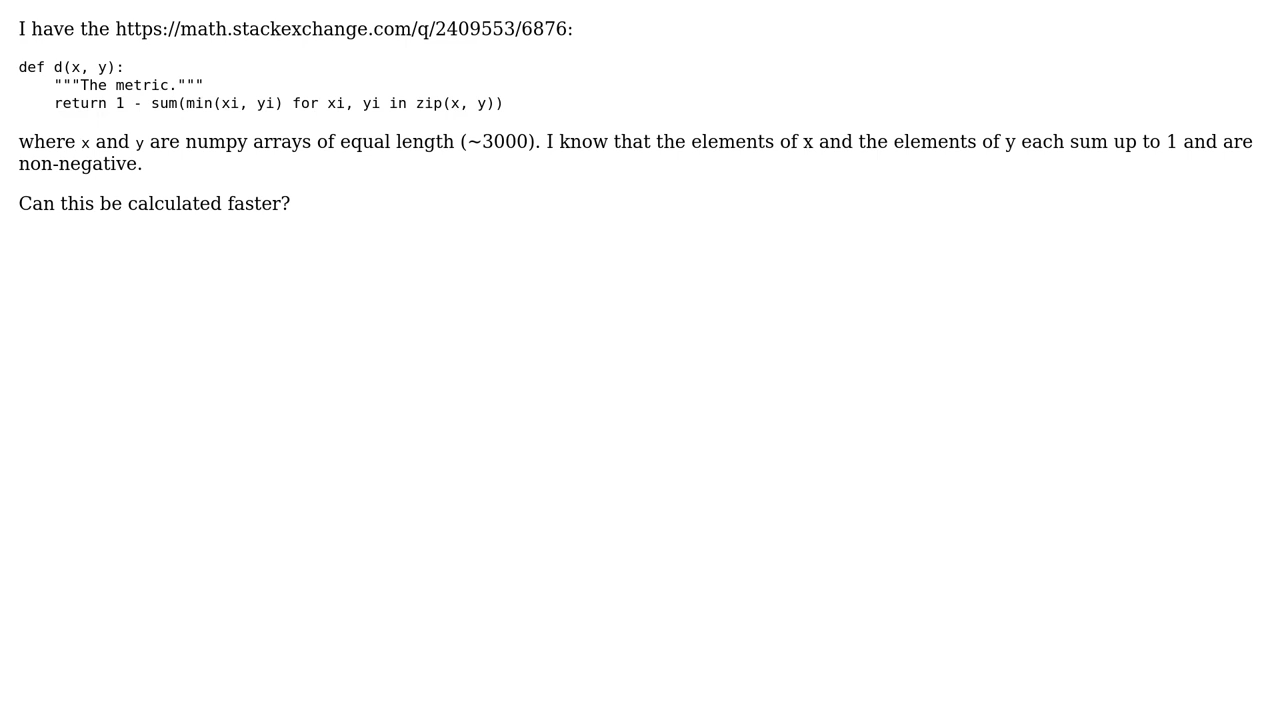 I have the https://math.stackexchange.com/q/2409553/6876:
def d(x, y):
    """The metric."""
    return 1 - sum(min(xi, yi) for xi, yi in zip(x, y))
where x and y are numpy arrays of equal length (~3000). I know that the elements of x and the elements of y each sum up to 1 and are
non-negative.
Can this be calculated faster?